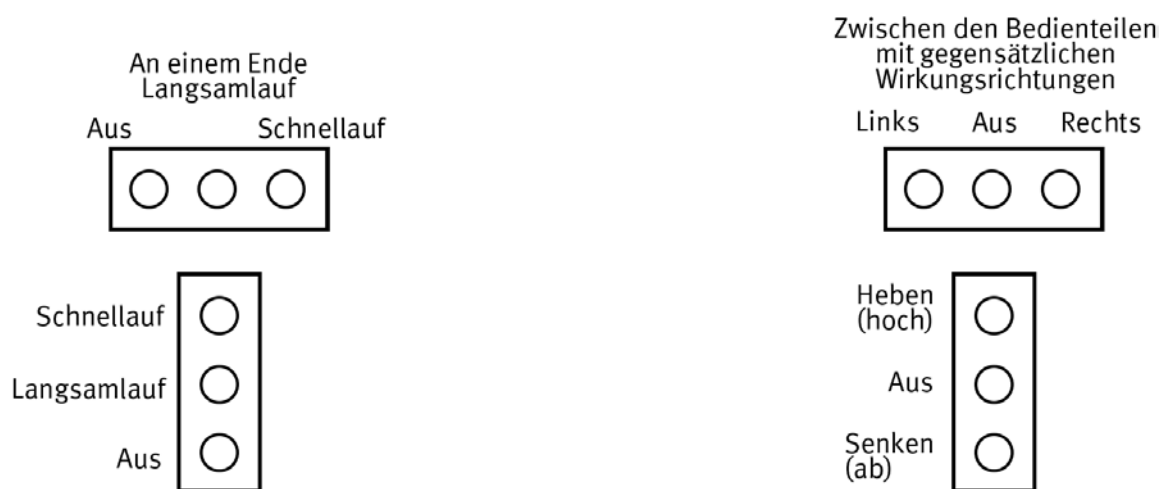 An einem Ende
Langsamlauf
Aus Schnellauf
Schnellauf
Langsamlauf
Aus
Zwischen den Bedienteilen
mit gegensätzlichen
Wirkungsrichtungen
Links Aus Rechts
Heben
(hoch)
Aus
Senken
(ab)